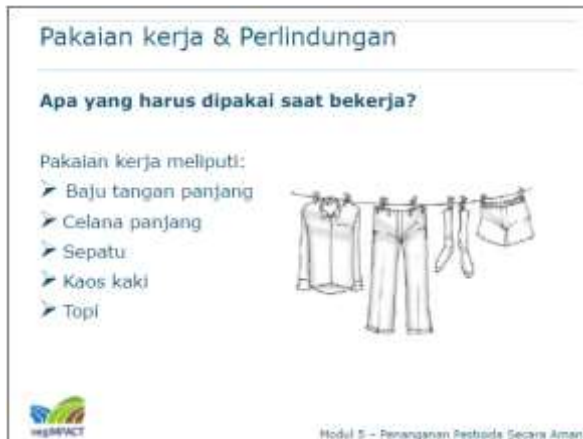 Pakaian kerja & Perlindungan
Apa yang harus dipakai saat bekerja?
Pakaian kerja meliputi:
➤ Baju tangan panjang
➤ Celana panjang
➤ Sepatu
➤ Kaos kaki
➤ Topi
vegIMPACT
Modul 5 – Penanganan Pestisida Secara Aman